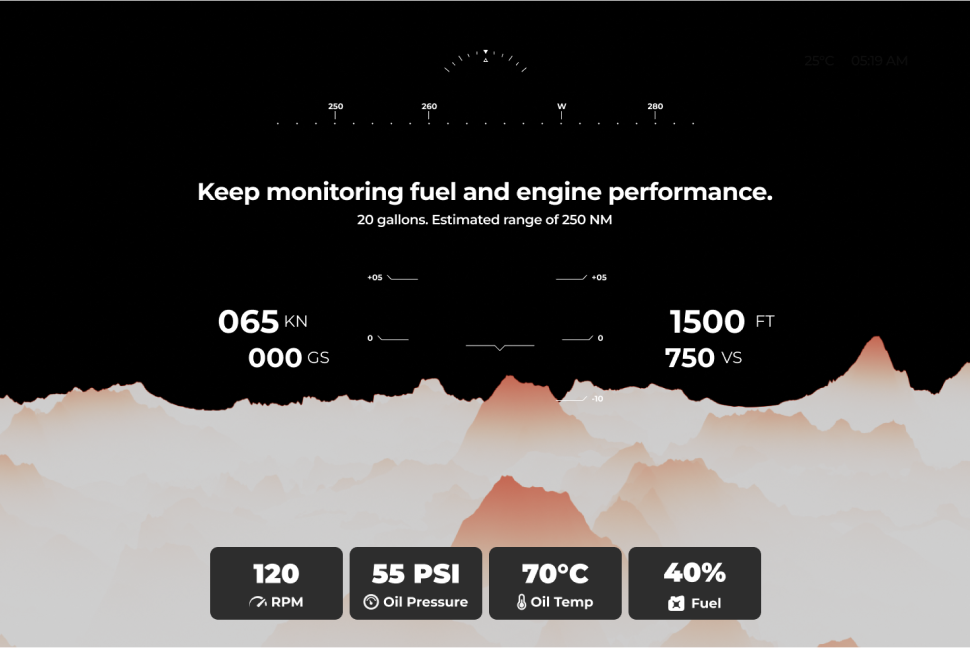 25°C 05:19 AM
250 260 W 280
Keep monitoring fuel and engine performance.
20 gallons. Estimated range of 250 NM
+05 +05
065 KN
1500 FT
0 0
000 GS
750 VS
-10
120
RPM
55 PSI
Oil Pressure
70°C
Oil Temp
40%
Fuel